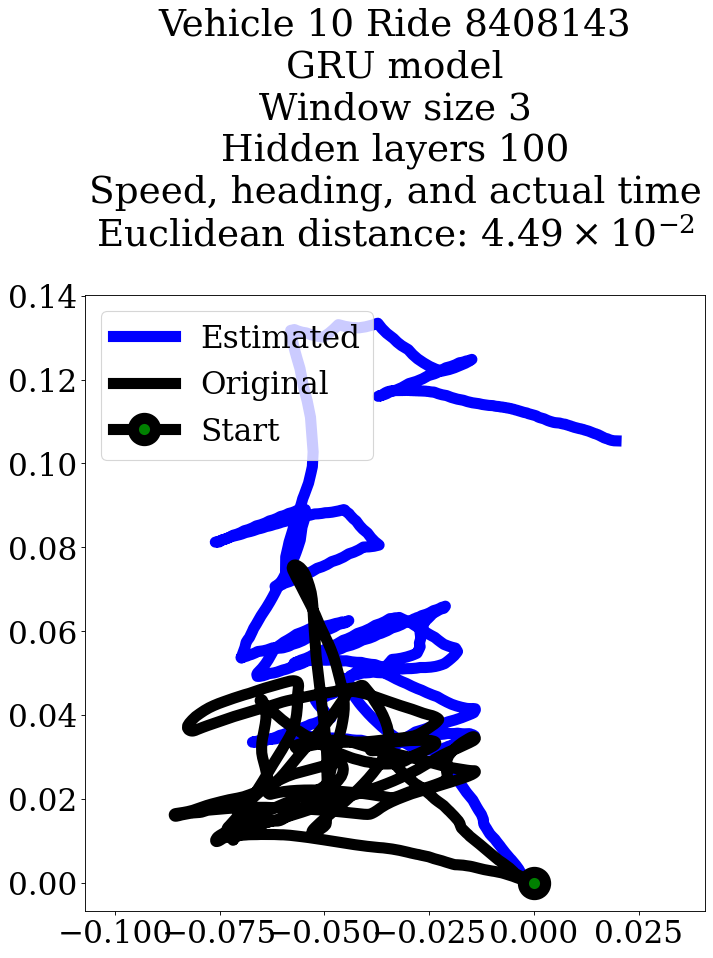 Vehicle 10 Ride 8408143
GRU model
Window size 3
Hidden layers 100
Speed, heading, and actual time
Euclidean distance: 4.49 × 10⁻²
0.14
0.12
0.10
0.08
0.06
0.04
0.02
0.00
Estimated
Original
Start
−0.100 −0.075 −0.050 −0.025 0.000 0.025